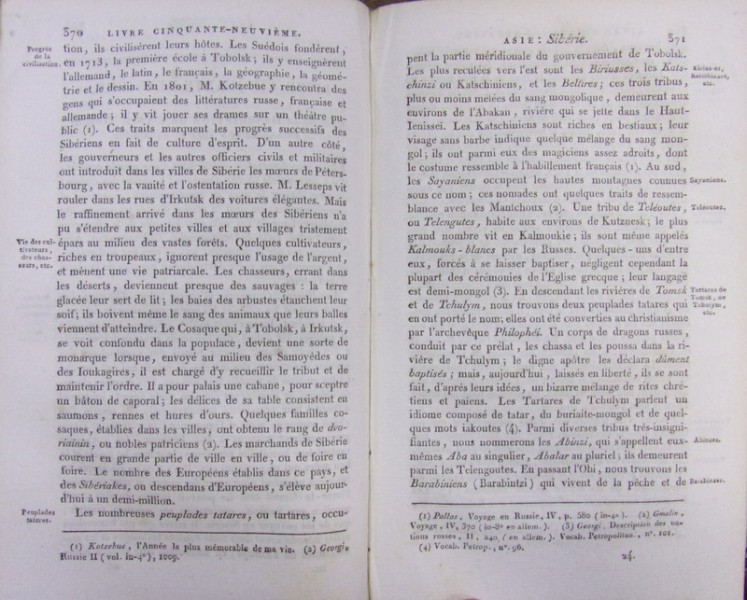 570 LIVRE CINQUANTE-NEUVIÈME.
Progrès de la civilisation.
tion, ils civilisèrent leurs hôtes. Les Suédois fondèrent,
en 1713, la première école à Tobolsk; ils y enseignèrent
l'allemand, le latin, le français, la géographie, la géomé-
trie et le dessin. En 1801, M. Kotzebue y rencontra des
gens qui s'occupaient des littératures russe, française et
allemande; il y vit jouer ses drames sur un théâtre pu-
blic (1). Ces traits marquent les progrès successifs des
Sibériens en fait de culture d'esprit. D'un autre côté,
les gouverneurs et les autres officiers civils et militaires
ont introduit dans les villes de Sibérie les mœurs de Péters-
bourg, avec la vanité et l'ostentation russe. M. Lesseps vit
rouler dans les rues d'Irkutsk des voitures élégantes. Mais
le raffinement arrivé dans les mœurs des Sibériens n'a
pu s'étendre aux petites villes et aux villages tristement
Vie des cultivateurs, des chasseurs, etc.
épars au milieu des vastes forêts. Quelques cultivateurs,
riches en troupeaux, ignorent presque l'usage de l'argent,
et mènent une vie patriarcale. Les chasseurs, errant dans
les déserts, deviennent presque des sauvages : la terre
glacée leur sert de lit; les baies des arbustes étanchent leur
soif; ils boivent même le sang des animaux que leurs balles
viennent d'atteindre. Le Cosaque qui, à Tobolsk, à Irkutsk,
se voit confondu dans la populace, devient une sorte de
monarque lorsque, envoyé au milieu des Samoyèdes ou
des Ioukagires, il est chargé d'y recueillir le tribut et de
maintenir l'ordre. Il a pour palais une cabane, pour sceptre
un bâton de caporal; les délices de sa table consistent en
saumons, rennes et hures d'ours. Quelques familles co-
saques, établies dans les villes, ont obtenu le rang de dvo-
riainin, ou nobles patriciens (2). Les marchands de Sibérie
courent en grande partie de ville en ville, ou de foire en
foire. Le nombre des Européens établis dans ce pays, et
des Sibériakes, ou descendans d'Européens, s'élève aujour-
d'hui à un demi-million.
Peuplades tatares.
Les nombreuses peuplades tatares, ou tartares, occu-
(1) Kotzebue, l'Année la plus mémorable de ma vie. (2) Georgi,
Russie II (vol. in-4°), 1009.
ASIE : Sibérie. 571
pent la partie méridionale du gouvernement de Tobolsk.
Les plus reculées vers l'est sont les Biriusses, les Kats-
chinzi ou Katschiniens, et les Beltires; ces trois tribus,
plus ou moins mêlées du sang mongolique, demeurent aux
environs de l'Abakan, rivière qui se jette dans le Haut-
Ienisseï. Les Katschiniens sont riches en bestiaux; leur
visage sans barbe indique quelque mélange du sang mon-
gol; ils ont parmi eux des magiciens assez adroits, dont
le costume ressemble à l'habillement français (1). Au sud,
les Sayaniens occupent les hautes montagnes connues
Sayaniens.
sous ce nom; ces nomades ont quelques traits de ressem-
blance avec les Mantchoux (2). Une tribu de Téléoutes,
Téléoutes.
ou Telengutes, habite aux environs de Kutznesk; le plus
grand nombre vit en Kalmoukie; ils sont même appelés
Kalmouks-blancs par les Russes. Quelques-uns d'entre
eux, forcés à se laisser baptiser, négligent cependant la
plupart des cérémonies de l'Eglise grecque; leur langage
est demi-mongol (3). En descendant les rivières de Tomsk
Tartares de Tomsk, de Tchulym, etc.
et de Tchulym, nous trouvons deux peuplades tatares qui
en ont porté le nom; elles ont été converties au christianisme
par l'archevêque Philophéi. Un corps de dragons russes,
conduit par ce prélat, les chassa et les poussa dans la ri-
vière de Tchulym; le digne apôtre les déclara dûment
baptisés; mais, aujourd'hui, laissés en liberté, ils se sont
fait, d'après leurs idées, un bizarre mélange de rites chré-
tiens et païens. Les Tartares de Tchulym parlent un
idiome composé de tatar, du buriaite-mongol et de quel-
ques mots iakoutes (4). Parmi diverses tribus très-insigni-
fiantes, nous nommerons les Abinzi, qui s'appellent eux-
Abinzes.
mêmes Aba au singulier, Abalar au pluriel; ils demeurent
parmi les Telengoutes. En passant l'Obi, nous trouvons les
Barabiniens (Barabintzi) qui vivent de la pêche et de
Barabinses.
(1) Pallas, Voyage en Russie, IV, p. 580 (in-4°). (2) Gmelin,
Voyage, IV, 370 (in-8° en allem.). (3) Georgi, Description des na-
tions russes, II, 240 (en allem.). Vocab. Petropolitan., n°. 101.
(4) Vocab. Petrop., n°. 96.
24.